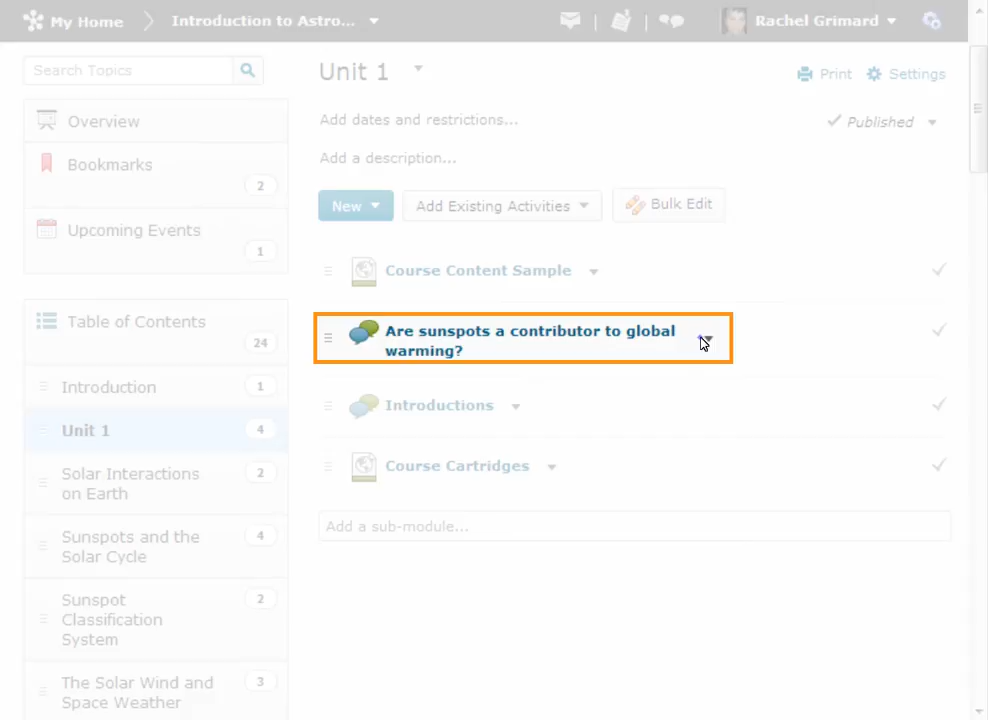 My Home
Introduction to Astro...
Rachel Grimard
Search Topics
Overview
Bookmarks
2
Upcoming Events
1
Table of Contents
24
Introduction
1
Unit 1
4
Solar Interactions
on Earth
2
Sunspots and the
Solar Cycle
4
Sunspot
Classification
System
2
The Solar Wind and
Space Weather
3
Unit 1
Print
Settings
Add dates and restrictions...
Published
Add a description...
New
Add Existing Activities
Bulk Edit
Course Content Sample
Are sunspots a contributor to global
warming?
Introductions
Course Cartridges
Add a sub-module...